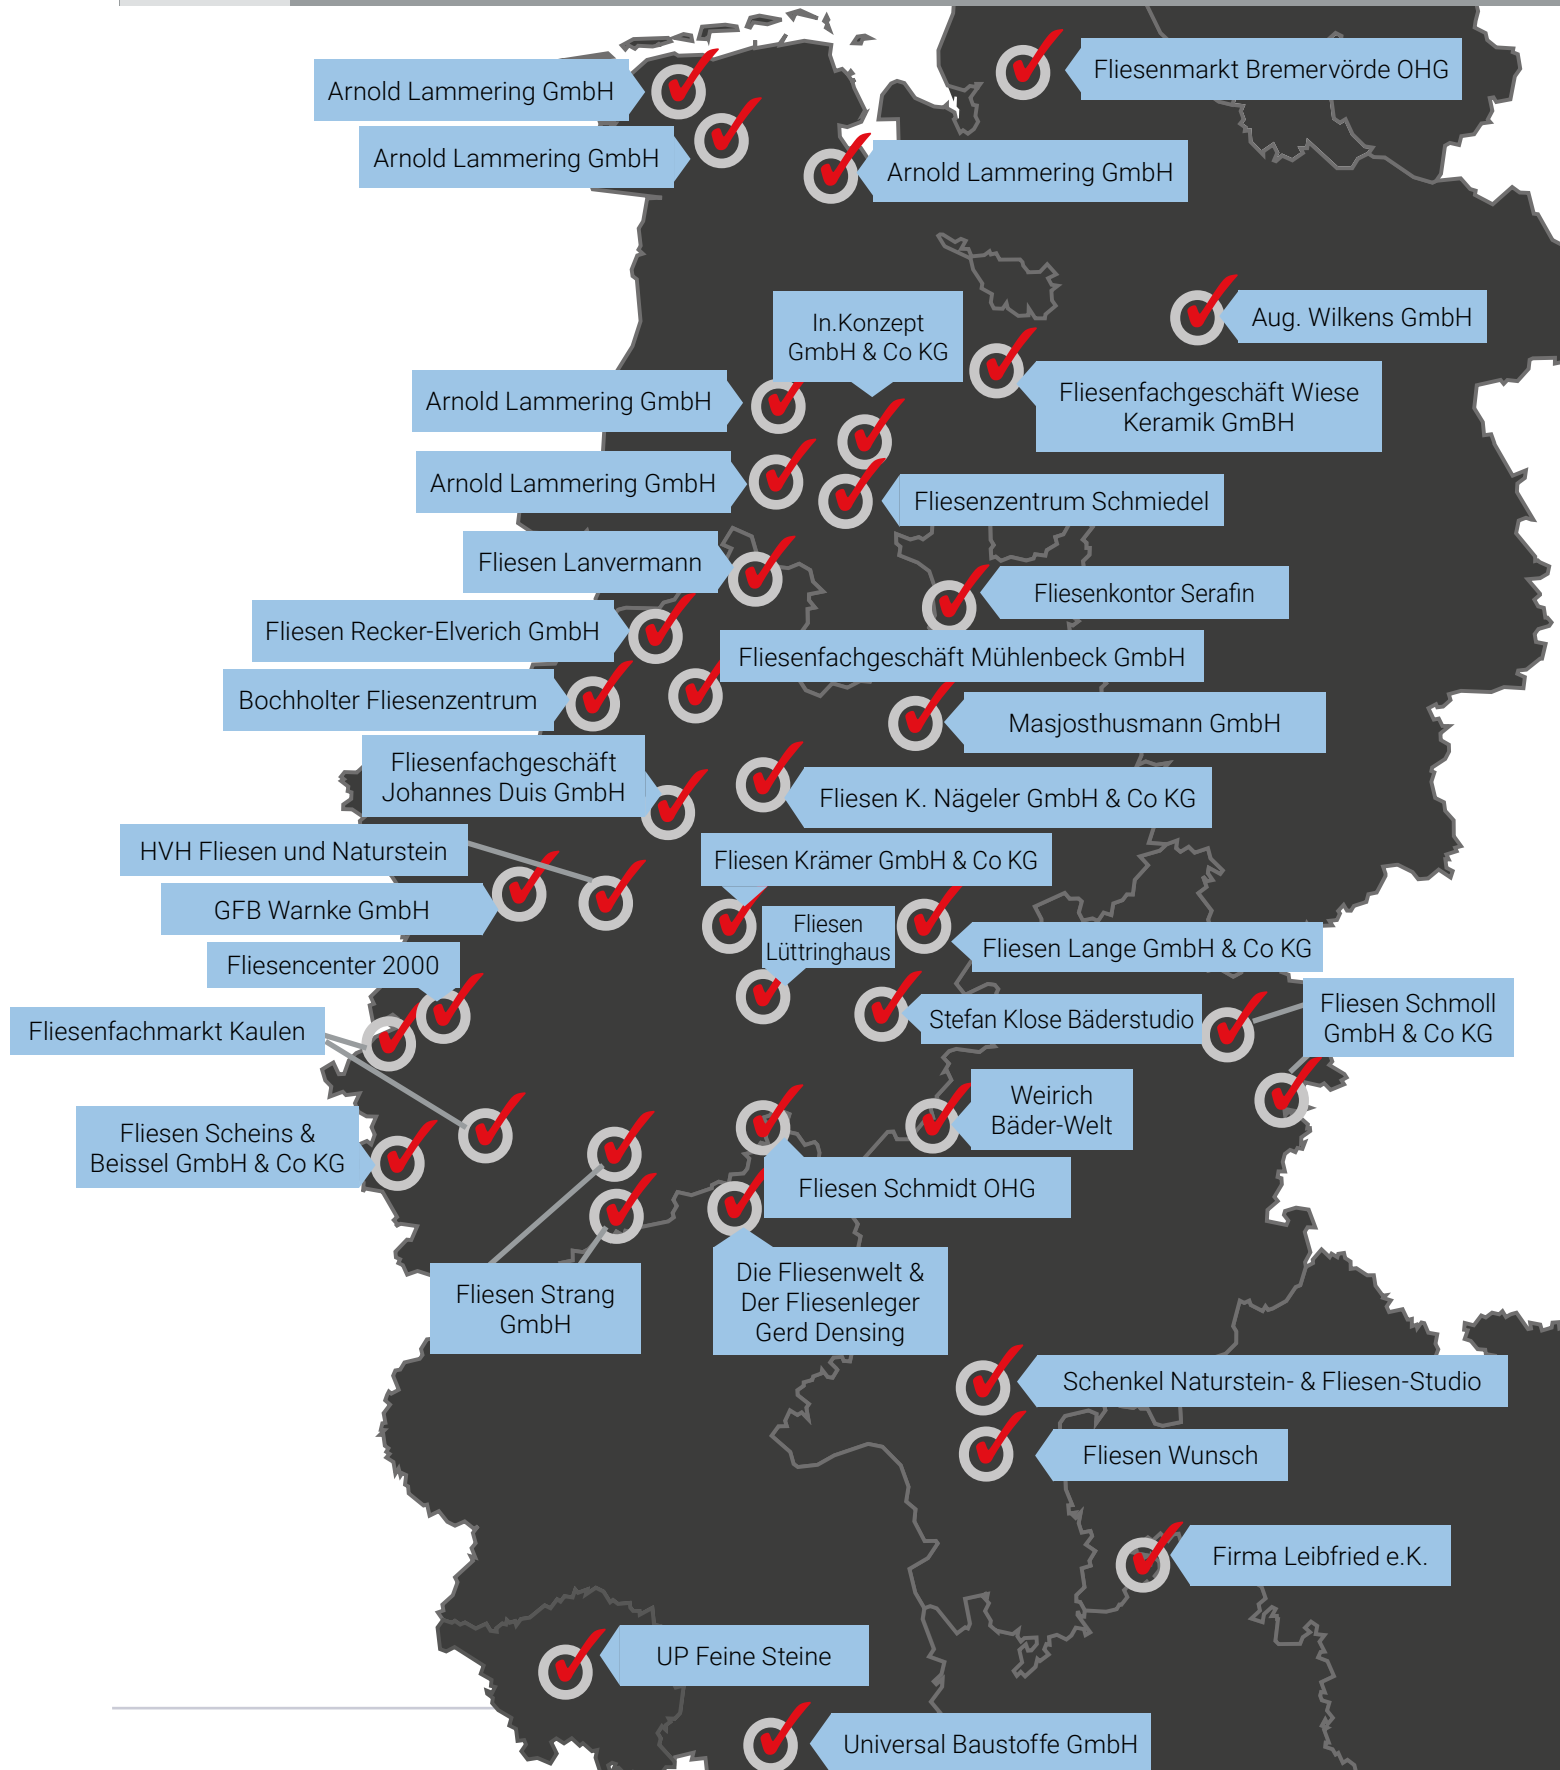 Fliesenmarkt Bremervörde OHG
Arnold Lammering GmbH
Arnold Lammering GmbH
Arnold Lammering GmbH
Aug. Wilkens GmbH
In.Konzept
GmbH & Co KG
Fliesenfachgeschäft Wiese
Keramik GmBH
Arnold Lammering GmbH
Arnold Lammering GmbH
Fliesenzentrum Schmiedel
Fliesen Lanvermann
Fliesenkontor Serafin
Fliesen Recker-Elverich GmbH
Fliesenfachgeschäft Mühlenbeck GmbH
Bochholter Fliesenzentrum
Masjosthusmann GmbH
Fliesenfachgeschäft
Johannes Duis GmbH
Fliesen K. Nägeler GmbH & Co KG
HVH Fliesen und Naturstein
Fliesen Krämer GmbH & Co KG
GFB Warnke GmbH
Fliesen
Lüttringhaus
Fliesen Lange GmbH & Co KG
Fliesencenter 2000
Fliesen Schmoll
GmbH & Co KG
Stefan Klose Bäderstudio
Fliesenfachmarkt Kaulen
Weirich
Bäder-Welt
Fliesen Scheins &
Beissel GmbH & Co KG
Fliesen Schmidt OHG
Fliesen Strang
GmbH
Die Fliesenwelt &
Der Fliesenleger
Gerd Densing
Schenkel Naturstein- & Fliesen-Studio
Fliesen Wunsch
Firma Leibfried e.K.
UP Feine Steine
Universal Baustoffe GmbH